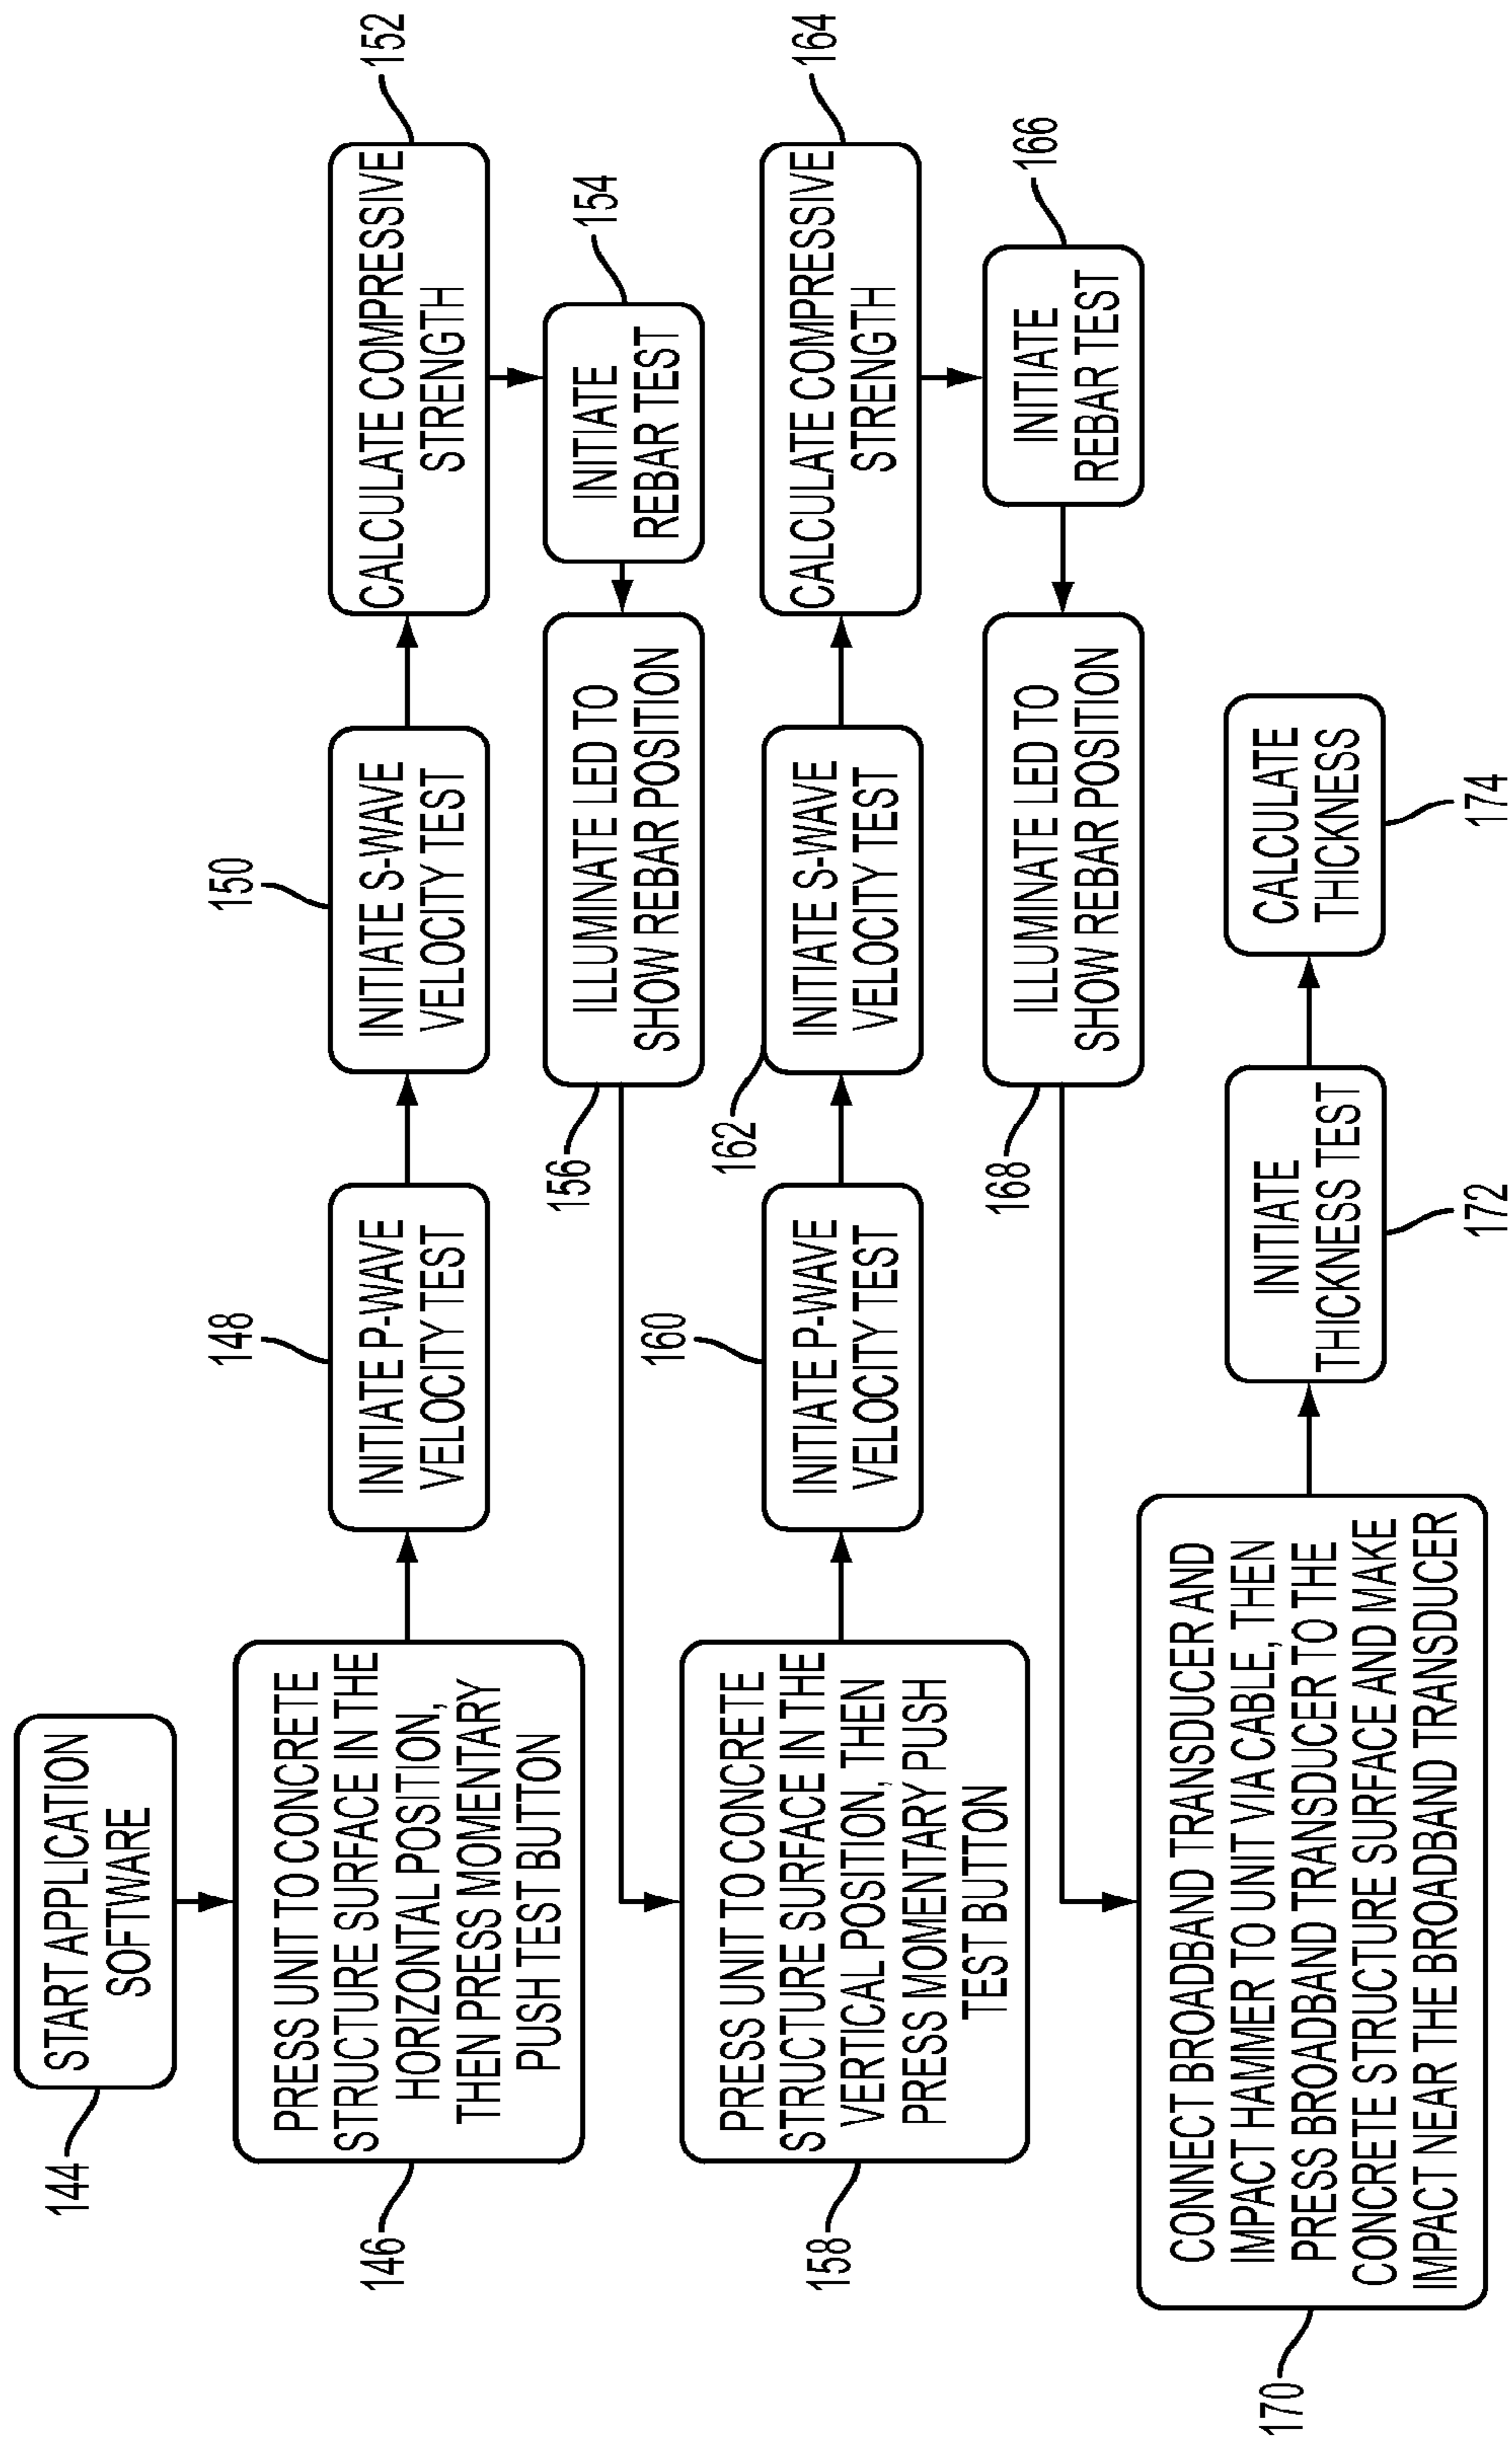 144
START APPLICATION
SOFTWARE
146
PRESS UNIT TO CONCRETE
STRUCTURE SURFACE IN THE
HORIZONTAL POSITION,
THEN PRESS MOMENTARY
PUSH TEST BUTTON
148
INITIATE P-WAVE
VELOCITY TEST
150
INITIATE S-WAVE
VELOCITY TEST
152
CALCULATE COMPRESSIVE
STRENGTH
154
INITIATE
REBAR TEST
156
ILLUMINATE LED TO
SHOW REBAR POSITION
158
PRESS UNIT TO CONCRETE
STRUCTURE SURFACE IN THE
VERTICAL POSITION, THEN
PRESS MOMENTARY PUSH
TEST BUTTON
160
INITIATE P-WAVE
VELOCITY TEST
162
INITIATE S-WAVE
VELOCITY TEST
164
CALCULATE COMPRESSIVE
STRENGTH
166
INITIATE
REBAR TEST
168
ILLUMINATE LED TO
SHOW REBAR POSITION
170
CONNECT BROADBAND TRANSDUCER AND
IMPACT HAMMER TO UNIT VIA CABLE, THEN
PRESS BROADBAND TRANSDUCER TO THE
CONCRETE STRUCTURE SURFACE AND MAKE
IMPACT NEAR THE BROADBAND TRANSDUCER
172
INITIATE
THICKNESS TEST
174
CALCULATE
THICKNESS